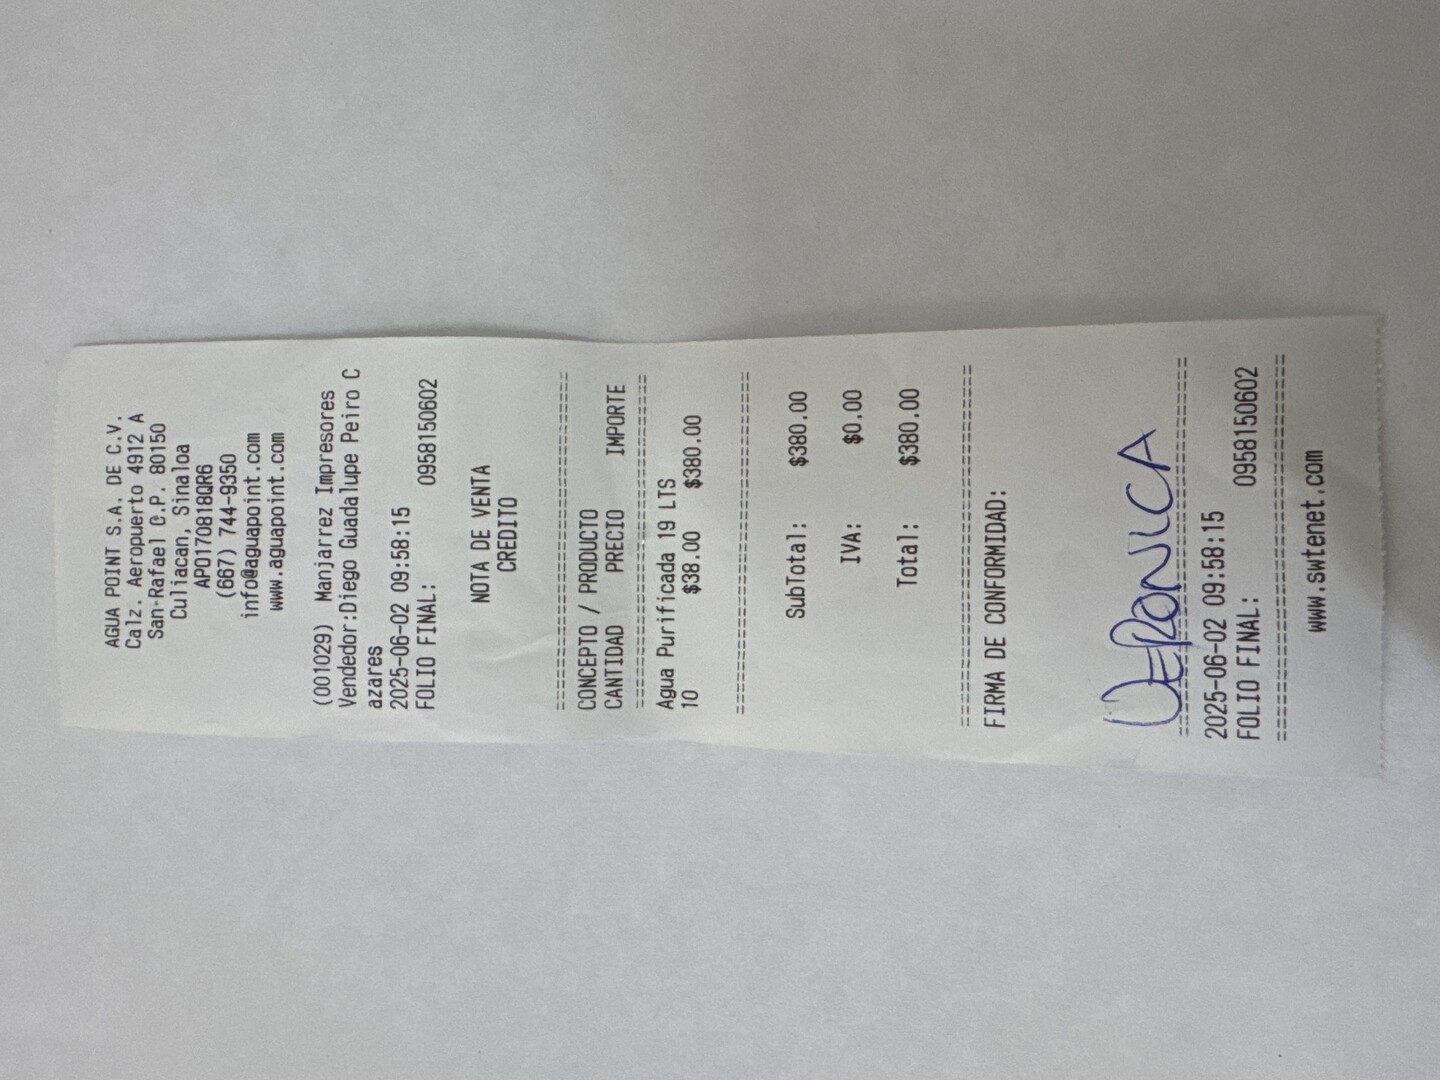 AGUA POINT S.A. DE C.V.
Calz. Aeropuerto 4912 A
San-Rafael C.P. 80150
Culiacan, Sinaloa
APO170818QR6
(667) 744-9350
info@aguapoint.com
www.aguapoint.com
(001029) Manjarrez Impresores
Vendedor:Diego Guadalupe Peiro C
azares
2025-06-02 09:58:15
FOLIO FINAL: 0958150602
NOTA DE VENTA
CREDITO
CONCEPTO / PRODUCTO
CANTIDAD PRECIO IMPORTE
Agua Purificada 19 LTS
10 $38.00 $380.00
SubTotal: $380.00
IVA: $0.00
Total: $380.00
FIRMA DE CONFORMIDAD:
VERONICA
2025-06-02 09:58:15
FOLIO FINAL: 0958150602
www.swtenet.com